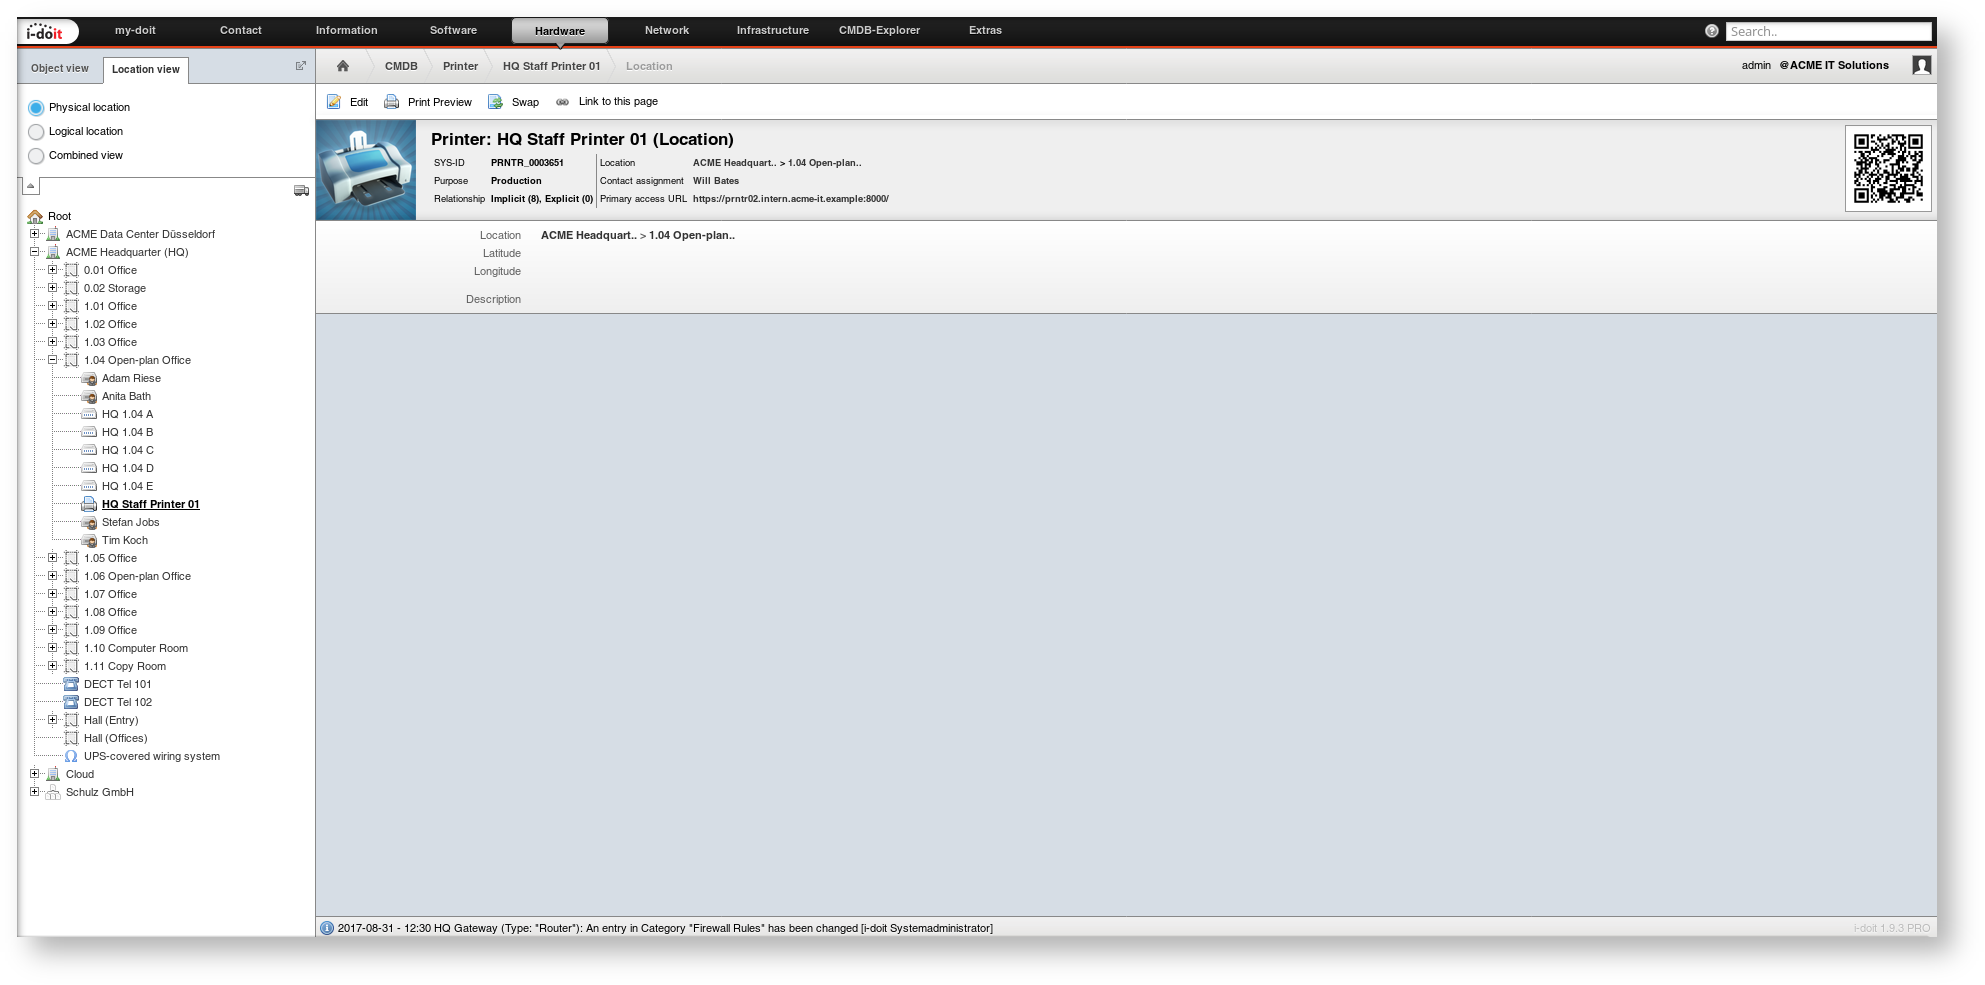 i-doit
my-doit Contact Information Software Hardware Network Infrastructure CMDB-Explorer Extras
Search..
Object view Location view
CMDB Printer HQ Staff Printer 01 Location
admin @ACME IT Solutions
Physical location
Logical location
Combined view
Root
ACME Data Center Düsseldorf
ACME Headquarter (HQ)
0.01 Office
0.02 Storage
1.01 Office
1.02 Office
1.03 Office
1.04 Open-plan Office
Adam Riese
Anita Bath
HQ 1.04 A
HQ 1.04 B
HQ 1.04 C
HQ 1.04 D
HQ 1.04 E
HQ Staff Printer 01
Stefan Jobs
Tim Koch
1.05 Office
1.06 Open-plan Office
1.07 Office
1.08 Office
1.09 Office
1.10 Computer Room
1.11 Copy Room
DECT Tel 101
DECT Tel 102
Hall (Entry)
Hall (Offices)
UPS-covered wiring system
Cloud
Schulz GmbH
Edit Print Preview Swap Link to this page
Printer: HQ Staff Printer 01 (Location)
SYS-ID PRNTR_0003651 Location ACME Headquart.. > 1.04 Open-plan..
Purpose Production Contact assignment Will Bates
Relationship Implicit (8), Explicit (0) Primary access URL https://prntr02.intern.acme-it.example:8000/
Location ACME Headquart.. > 1.04 Open-plan..
Latitude
Longitude
Description
2017-08-31 - 12:30 HQ Gateway (Type: "Router"): An entry in Category "Firewall Rules" has been changed [i-doit Systemadministrator]
i-doit 1.9.3 PRO